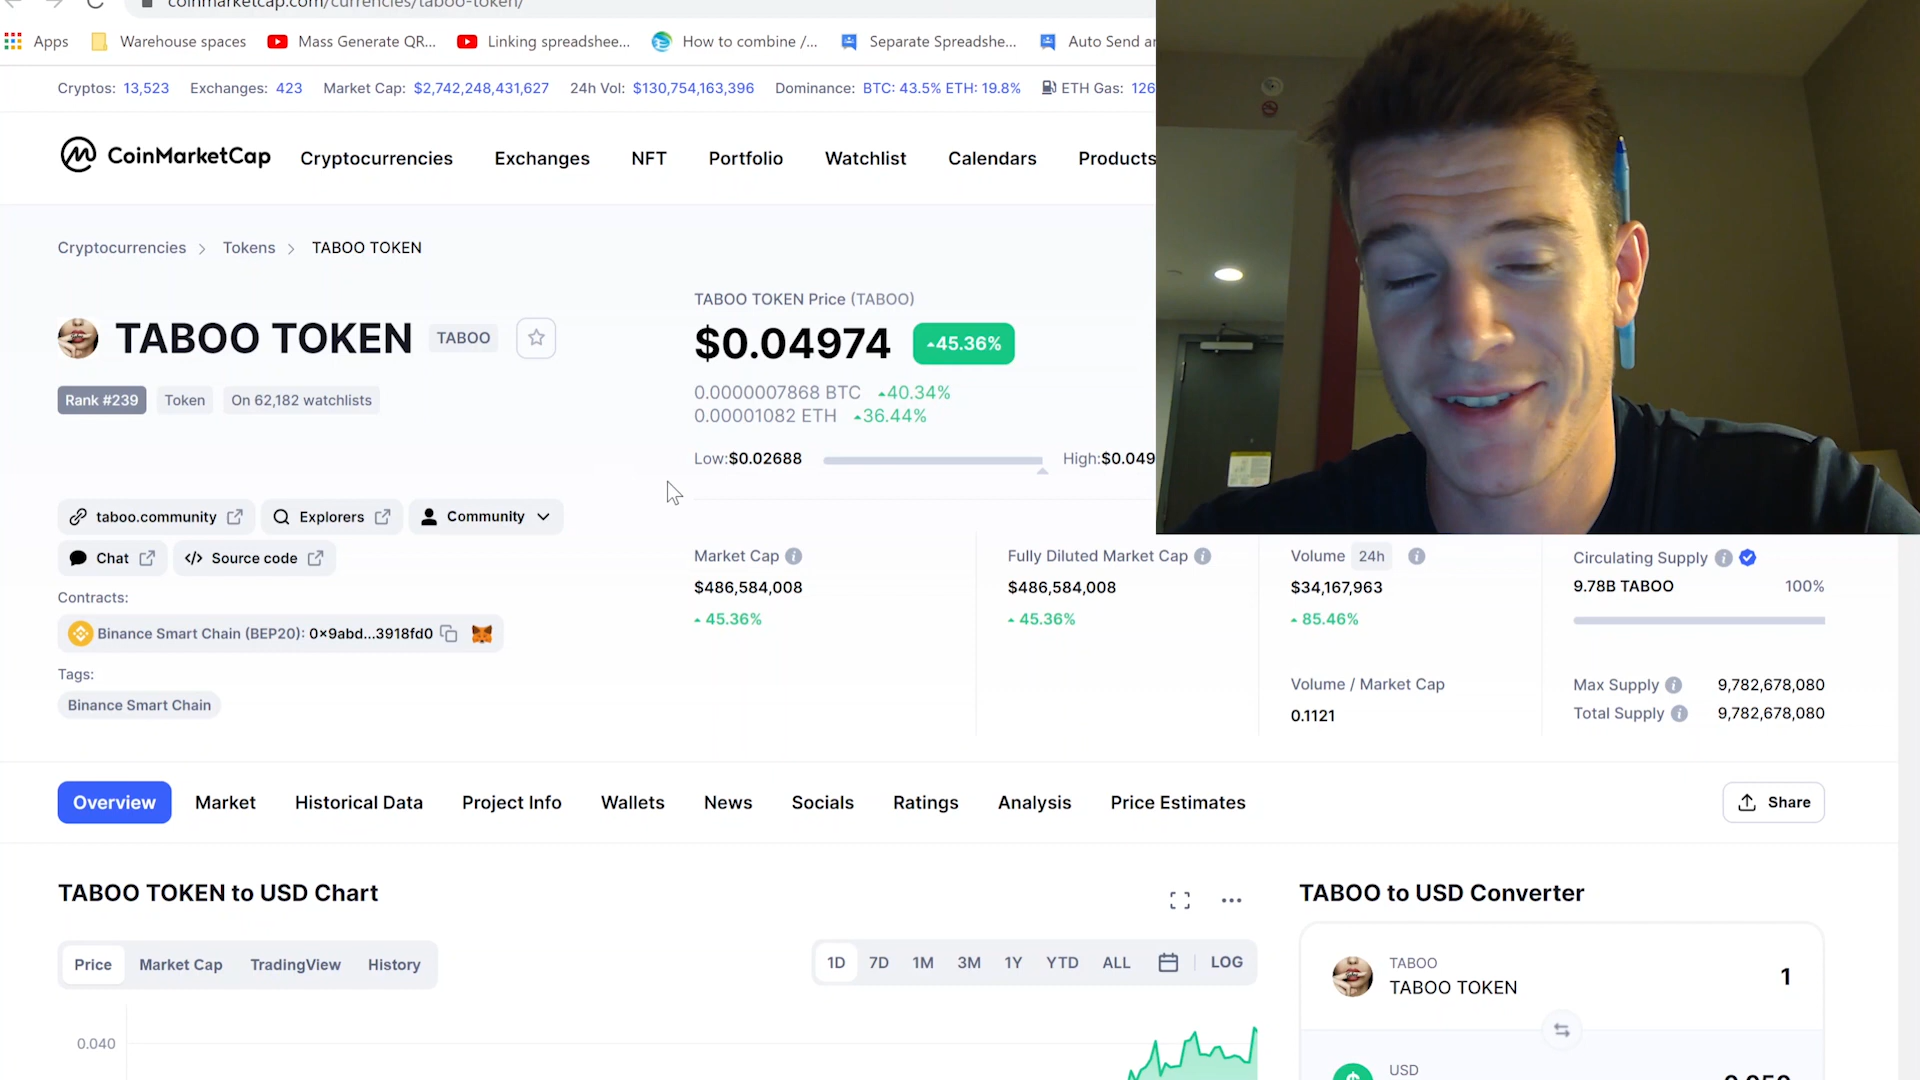 coinmarketcap.com/currencies/taboo-token/
Apps Warehouse spaces Mass Generate QR... Linking spreadshee... How to combine /... Separate Spreadshe... Auto Send an
Cryptos: 13,523 Exchanges: 423 Market Cap: $2,742,248,431,627 24h Vol: $130,754,163,396 Dominance: BTC: 43.5% ETH: 19.8% ETH Gas: 126
CoinMarketCap Cryptocurrencies Exchanges NFT Portfolio Watchlist Calendars Products
Cryptocurrencies Tokens TABOO TOKEN
TABOO TOKEN Price (TABOO)
TABOO TOKEN TABOO $0.04974 45.36%
0.0000007868 BTC 40.34%
Rank #239 Token On 62,182 watchlists
0.00001082 ETH 36.44%
Low:$0.02688 High:$0.049
taboo.community Explorers Community
Chat Source code
Market Cap Fully Diluted Market Cap Volume 24h Circulating Supply
$486,584,008 $486,584,008 $34,167,963 9.78B TABOO 100%
45.36% 45.36% 85.46%
Contracts:
Binance Smart Chain (BEP20): 0x9abd...3918fd0
Tags:
Binance Smart Chain
Volume / Market Cap
0.1121
Max Supply 9,782,678,080
Total Supply 9,782,678,080
Overview Market Historical Data Project Info Wallets News Socials Ratings Analysis Price Estimates Share
TABOO TOKEN to USD Chart
TABOO to USD Converter
Price Market Cap TradingView History
1D 7D 1M 3M 1Y YTD ALL LOG
TABOO
TABOO TOKEN 1
0.040
USD